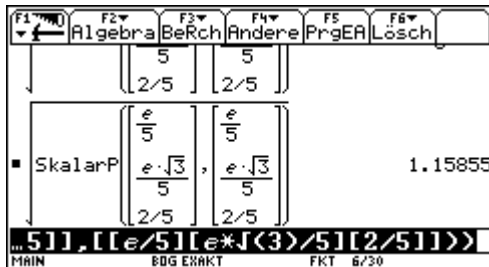 F1 F2 F3 F4 F5 F6
Algebra BeRch Andere PrgEA Lösch
5 5
[2/5] [2/5]
e/5 e/5
SkalarP e·√3/5 , e·√3/5 1.15855
2/5 2/5
…5]],[[e/5][e*√(3)/5][2/5]]))
MAIN BOG EXAKT FKT 6/30